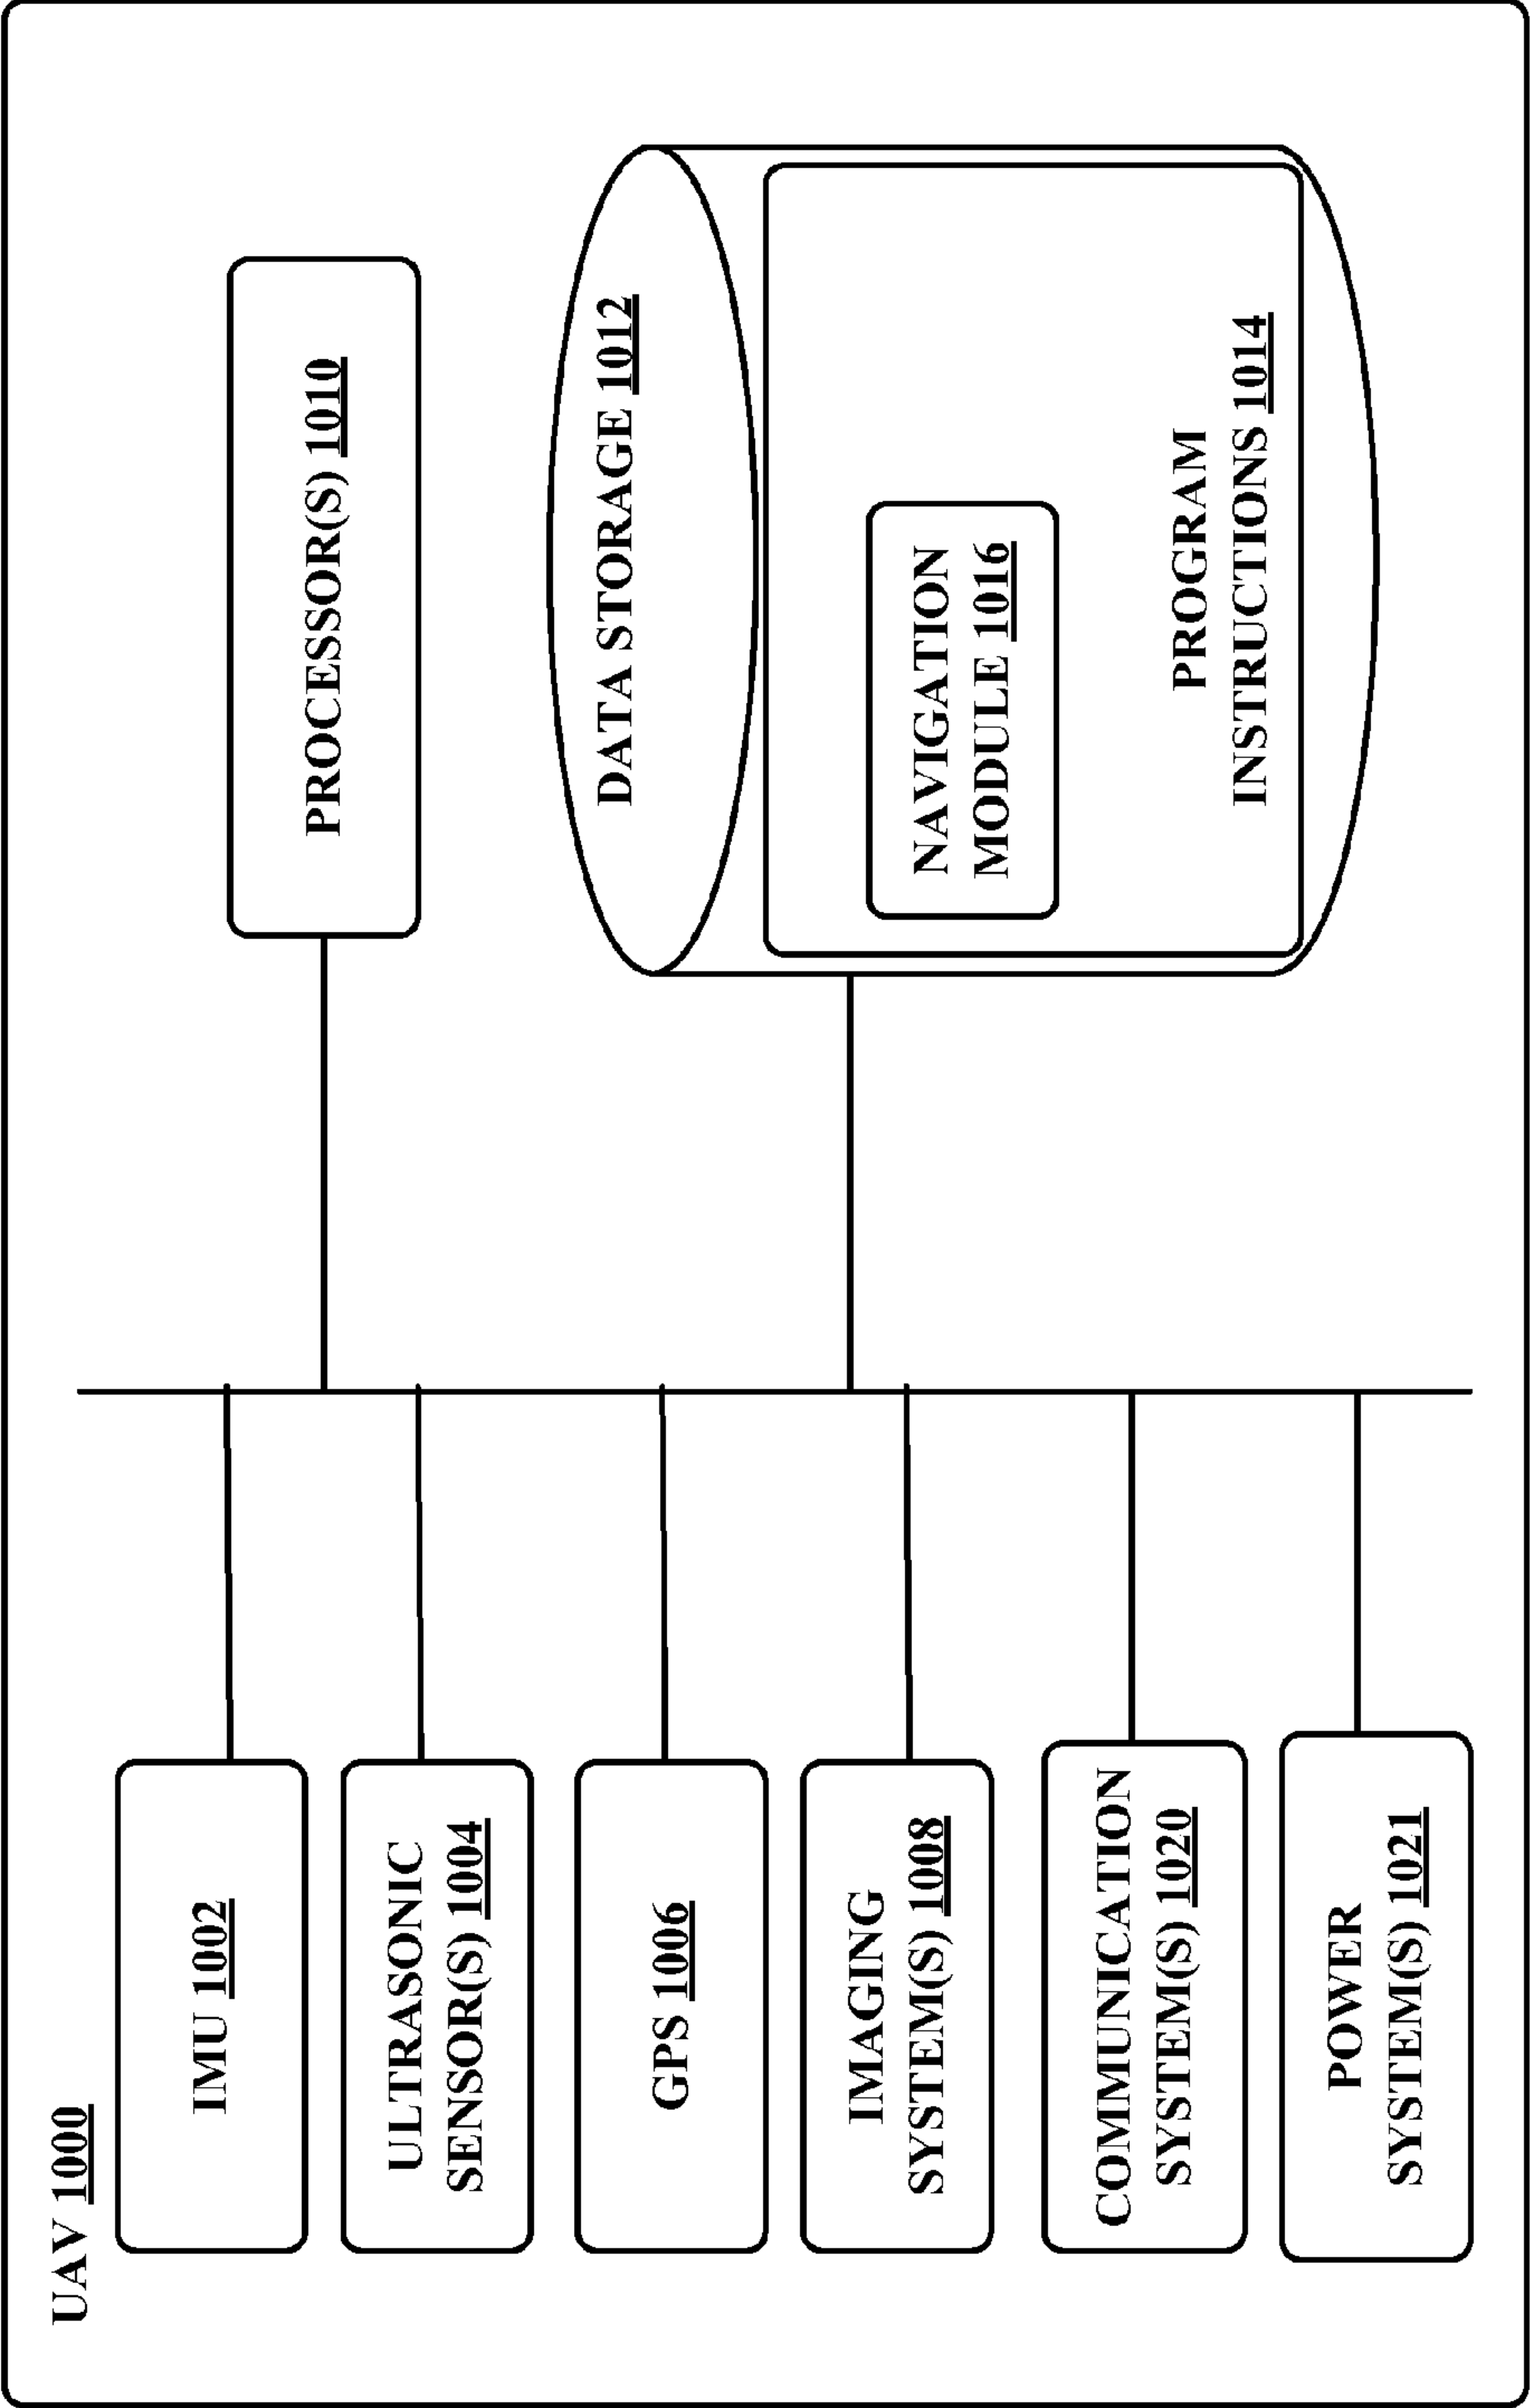 UAV 1000
IMU 1002
ULTRASONIC
SENSOR(S) 1004
GPS 1006
IMAGING
SYSTEM(S) 1008
COMMUNICATION
SYSTEM(S) 1020
POWER
SYSTEM(S) 1021
PROCESSOR(S) 1010
DATA STORAGE 1012
NAVIGATION
MODULE 1016
PROGRAM
INSTRUCTIONS 1014